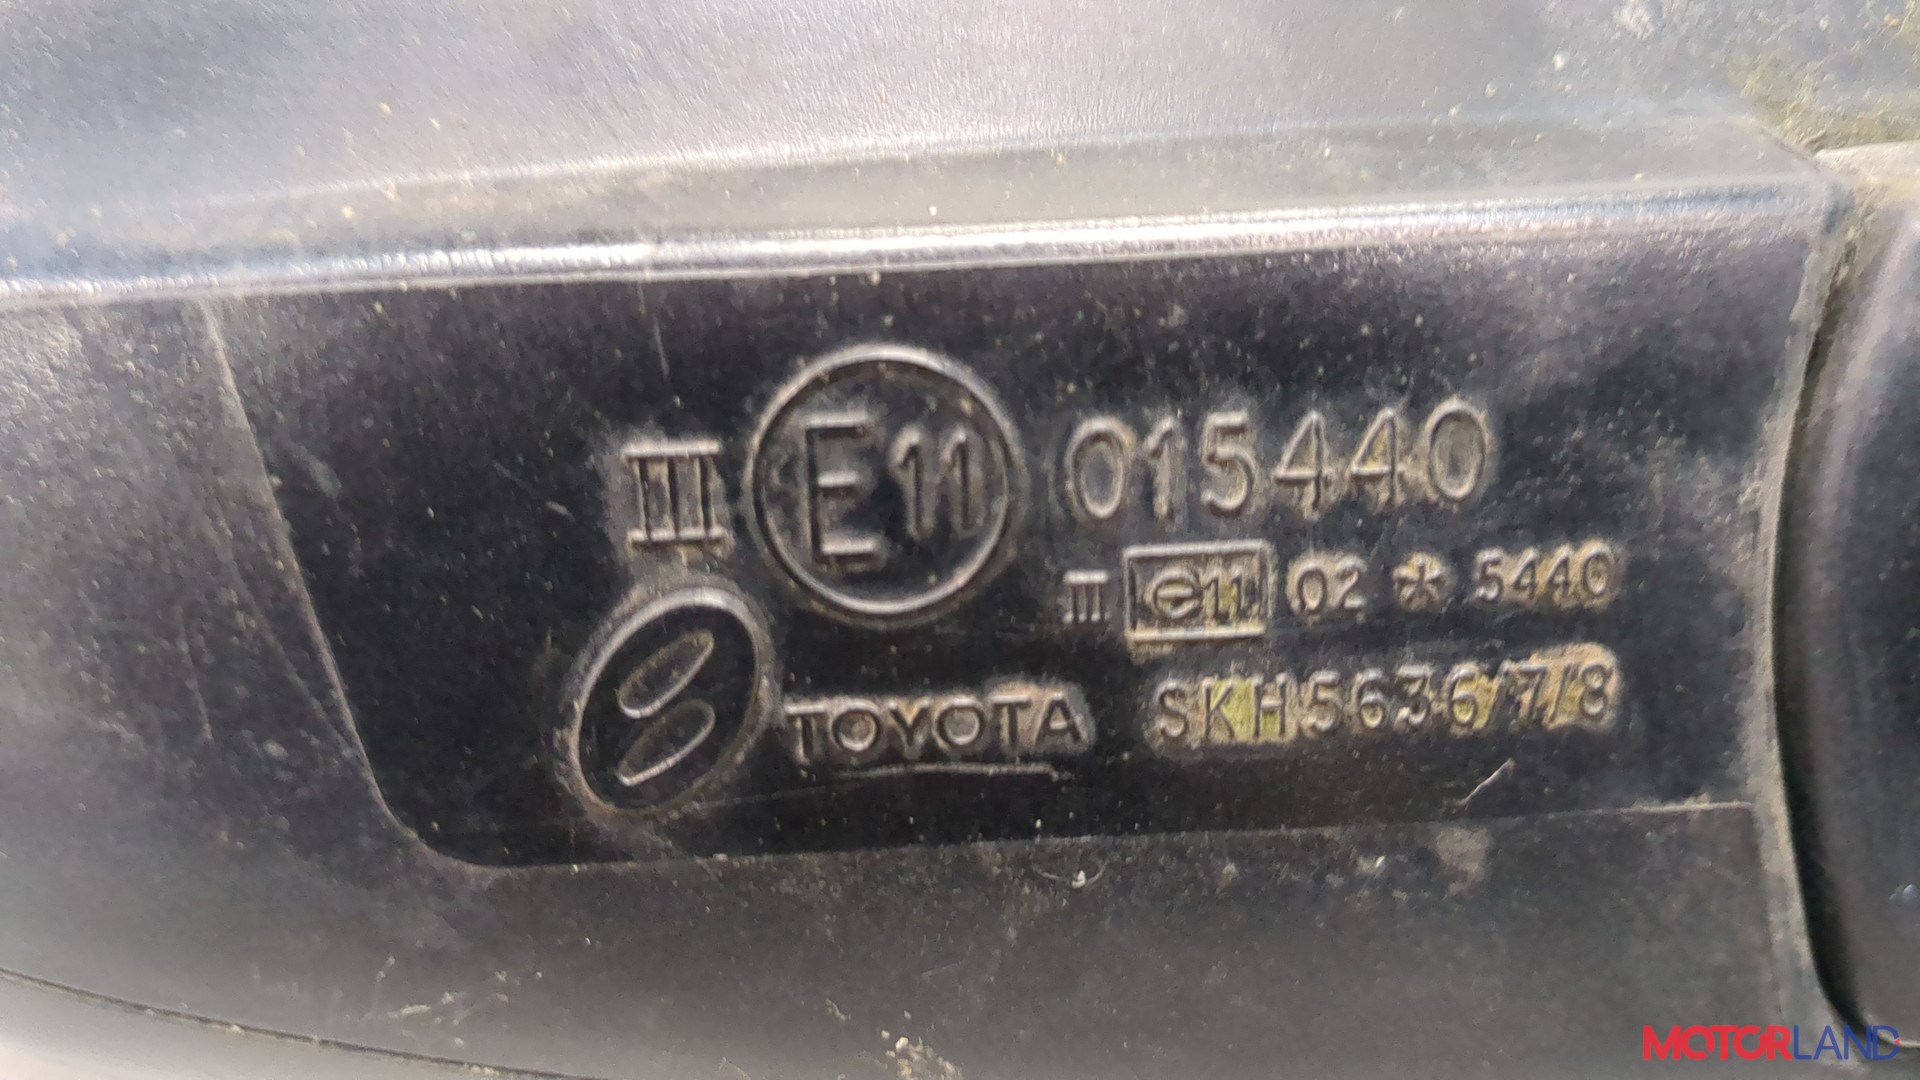 III E11 015440
III e11 02 * 5440
TOYOTA SKH5636/7/8
MOTORLAND